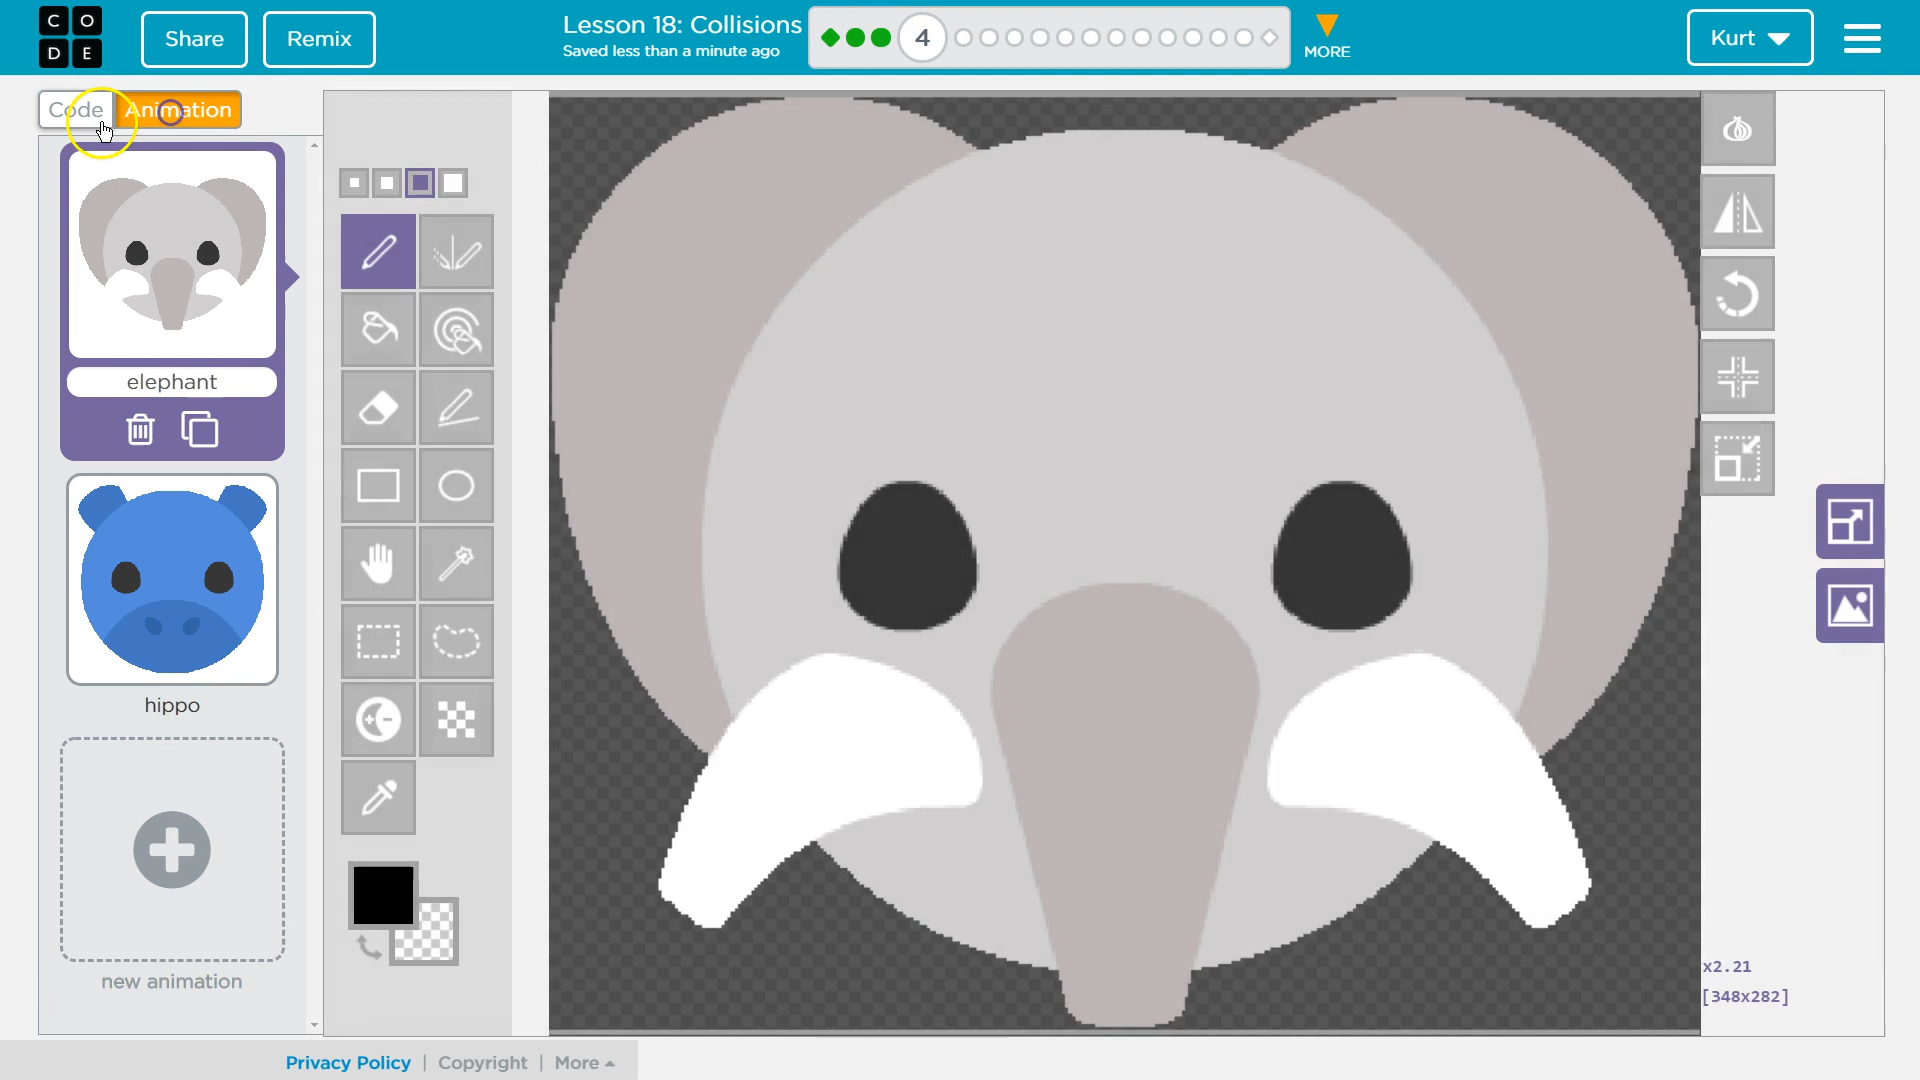 C O
D E
Share
Remix
Lesson 18: Collisions
Saved less than a minute ago
4
MORE
Kurt
Code
Animation
elephant
hippo
new animation
x2.21
[348x282]
Privacy Policy | Copyright | More